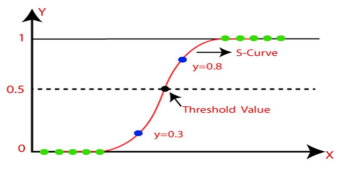 Y
1
S-Curve
y=0.8
0.5
Threshold Value
y=0.3
0
X